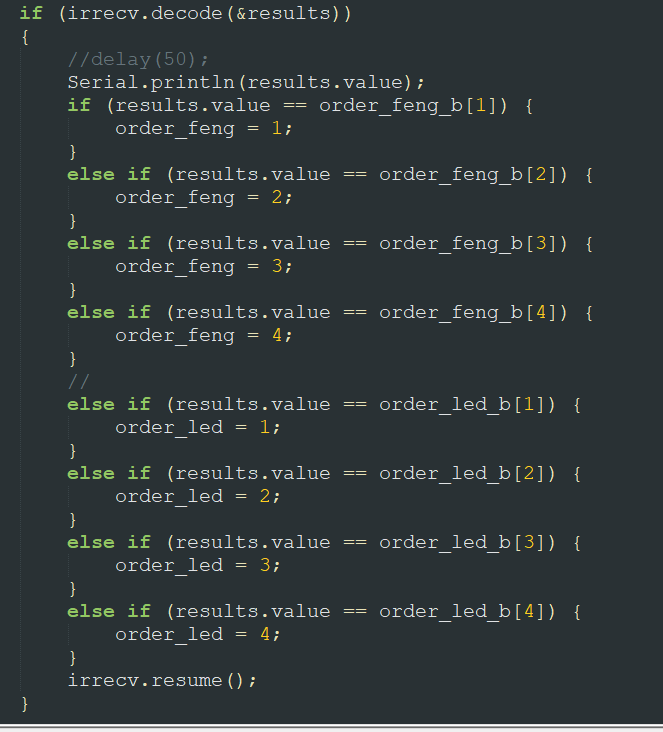 if (irrecv.decode(&results))
{
    //delay(50);
    Serial.println(results.value);
    if (results.value == order_feng_b[1]) {
        order_feng = 1;
    }
    else if (results.value == order_feng_b[2]) {
        order_feng = 2;
    }
    else if (results.value == order_feng_b[3]) {
        order_feng = 3;
    }
    else if (results.value == order_feng_b[4]) {
        order_feng = 4;
    }
    //
    else if (results.value == order_led_b[1]) {
        order_led = 1;
    }
    else if (results.value == order_led_b[2]) {
        order_led = 2;
    }
    else if (results.value == order_led_b[3]) {
        order_led = 3;
    }
    else if (results.value == order_led_b[4]) {
        order_led = 4;
    }
    irrecv.resume();
}